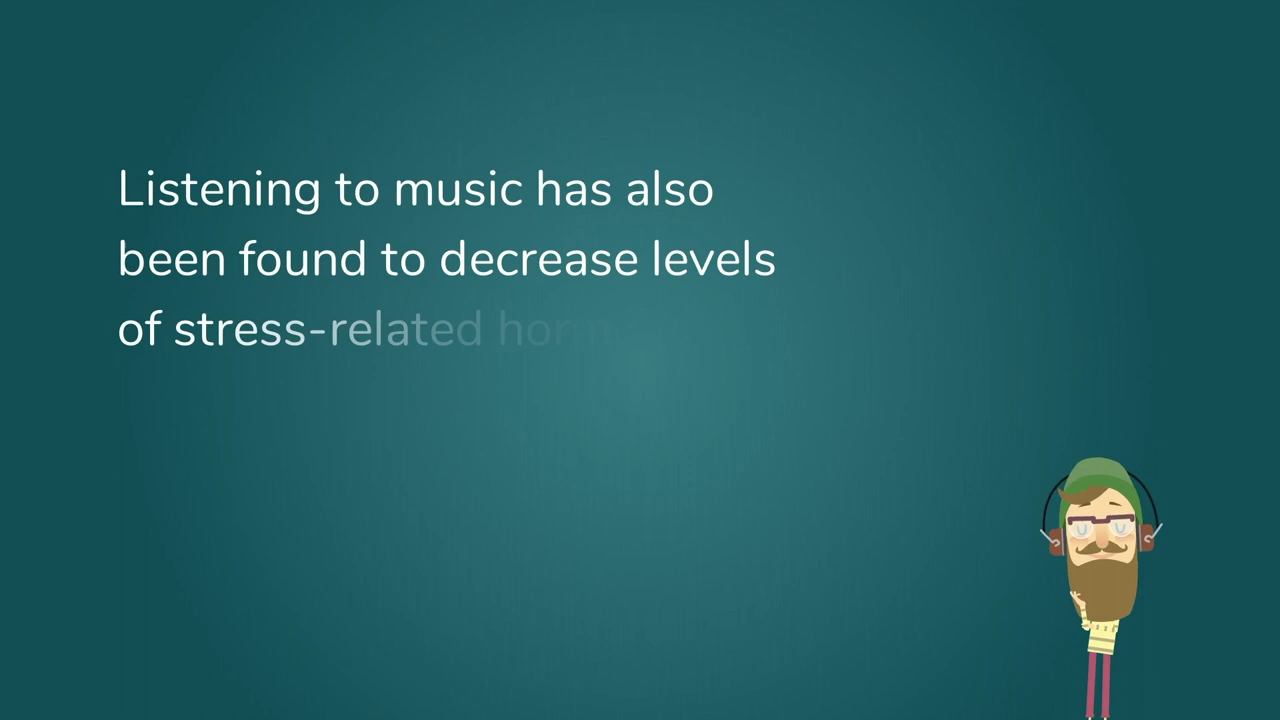 Listening to music has also
been found to decrease levels
of stress-related